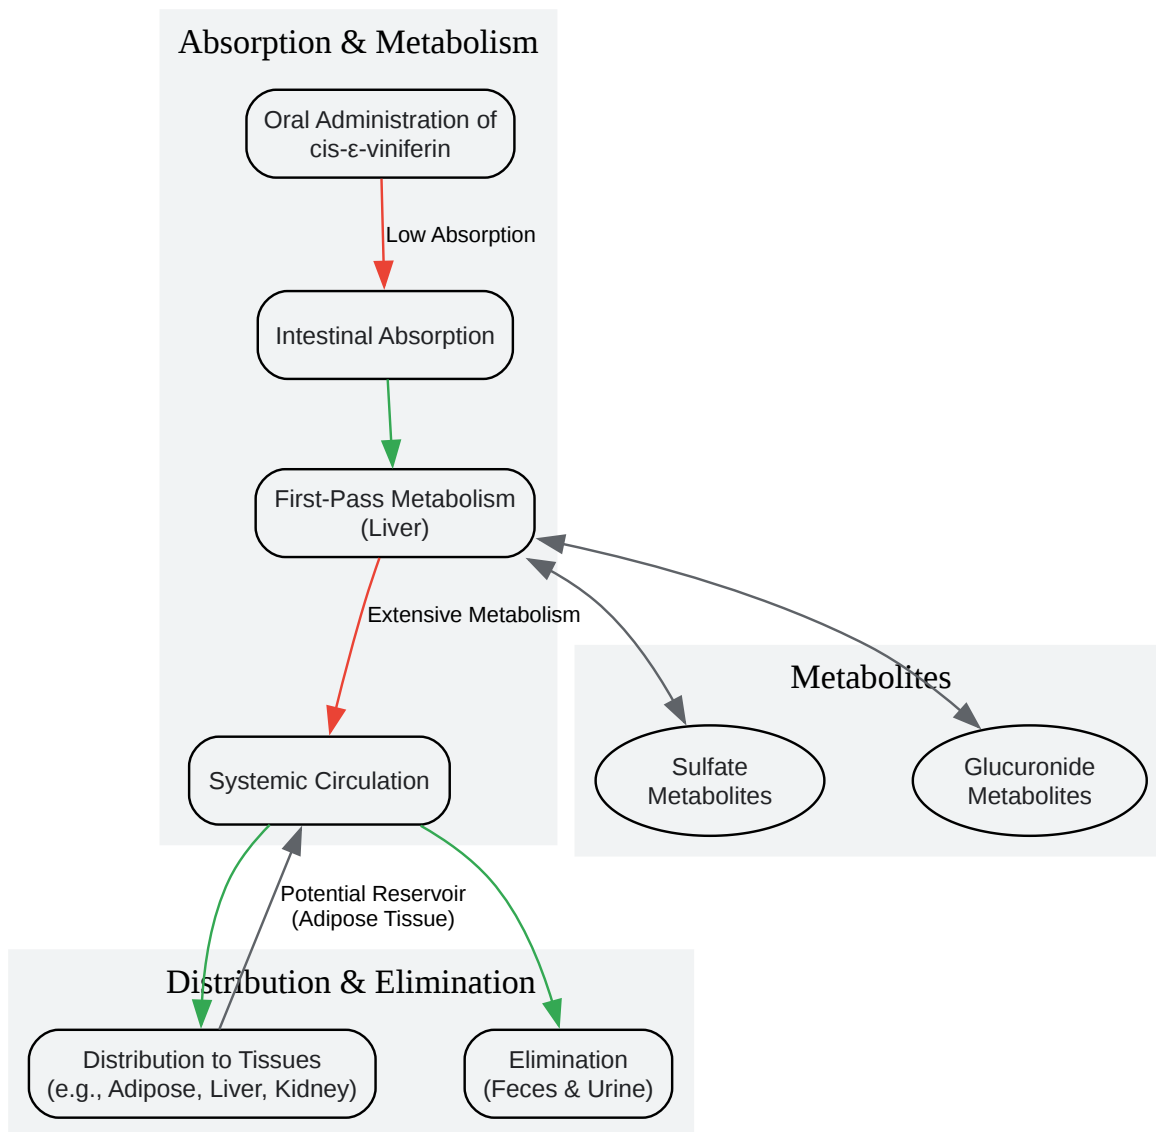 Absorption & Metabolism
Oral Administration of
cis-ε-viniferin
Low Absorption
Intestinal Absorption
First-Pass Metabolism
(Liver)
Extensive Metabolism
Metabolites
Systemic Circulation
Sulfate
Metabolites
Glucuronide
Metabolites
Potential Reservoir
(Adipose Tissue)
Distribution & Elimination
Distribution to Tissues
(e.g., Adipose, Liver, Kidney)
Elimination
(Feces & Urine)